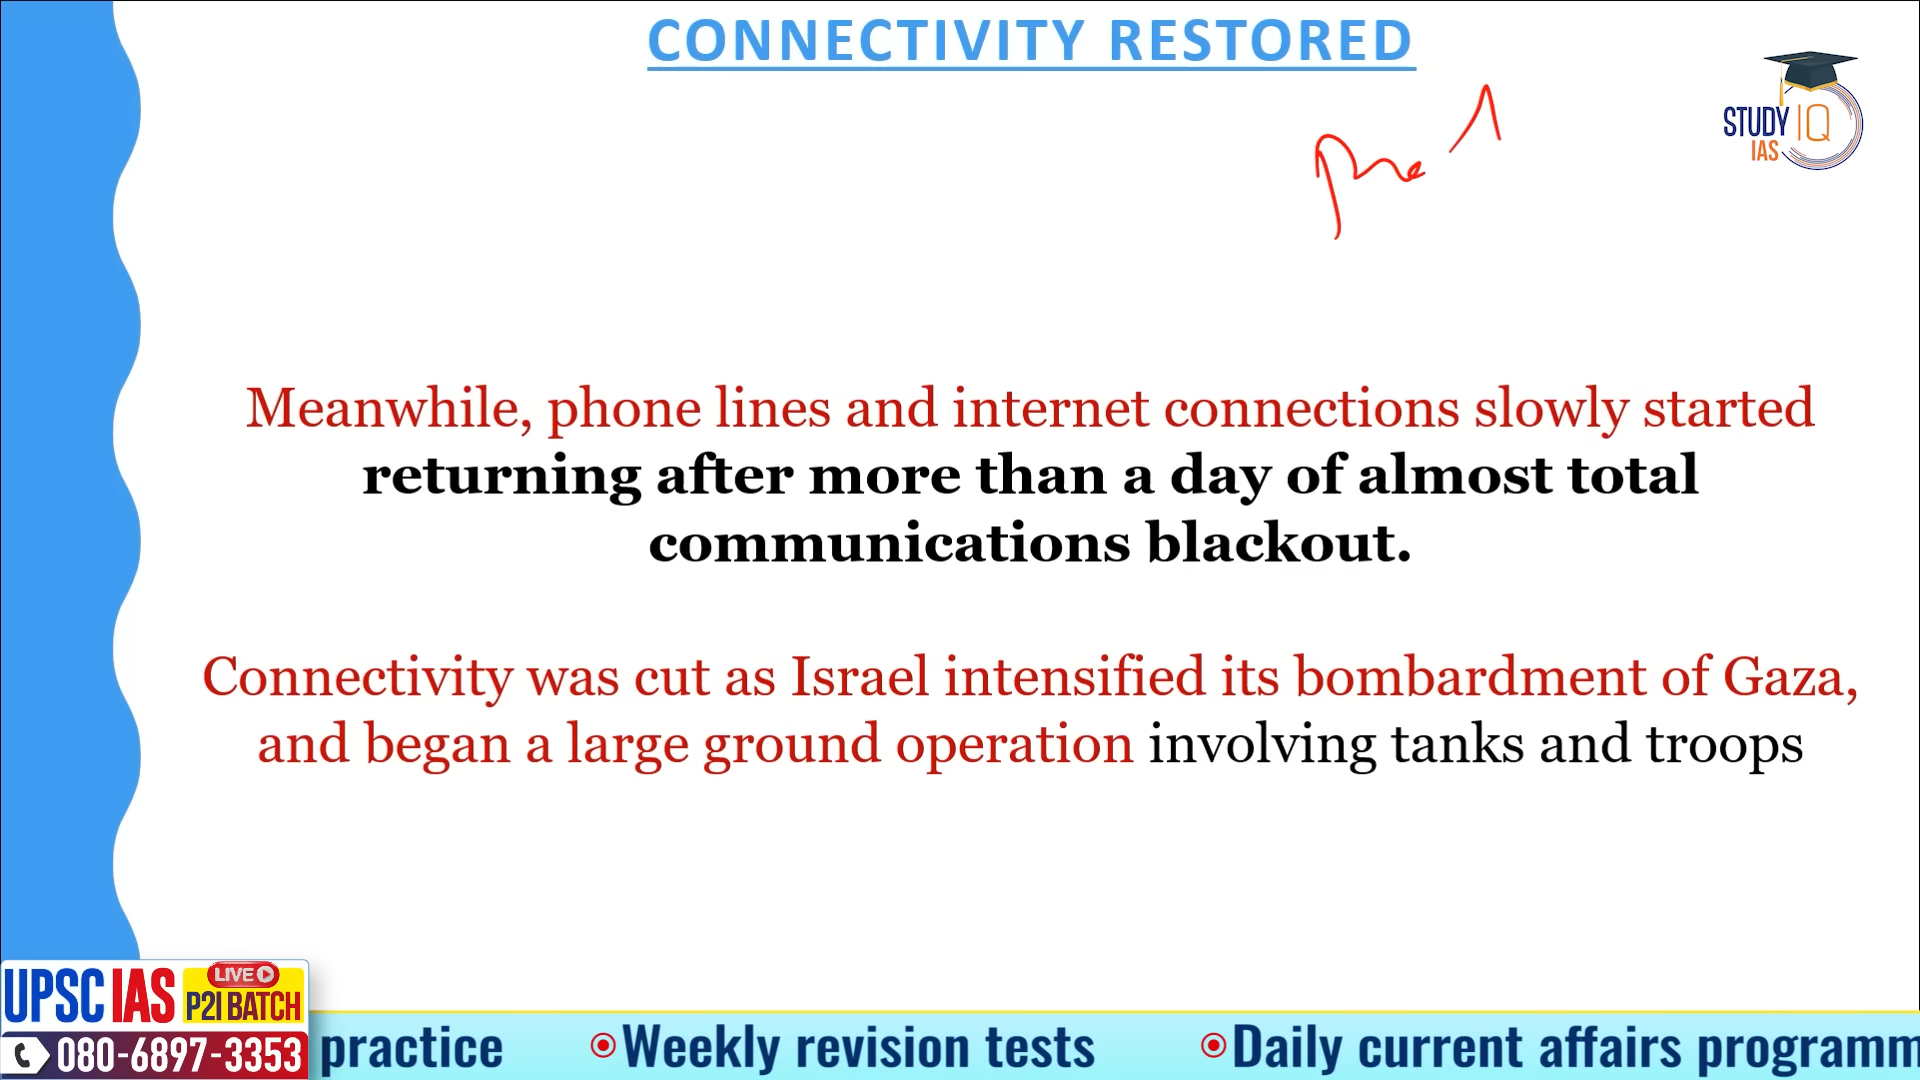 CONNECTIVITY RESTORED
STUDY IQ
IAS
Meanwhile, phone lines and internet connections slowly started
returning after more than a day of almost total
communications blackout.
Connectivity was cut as Israel intensified its bombardment of Gaza,
and began a large ground operation involving tanks and troops
LIVE
UPSC IAS P2I BATCH
080-6897-3353
practice Weekly revision tests Daily current affairs programm